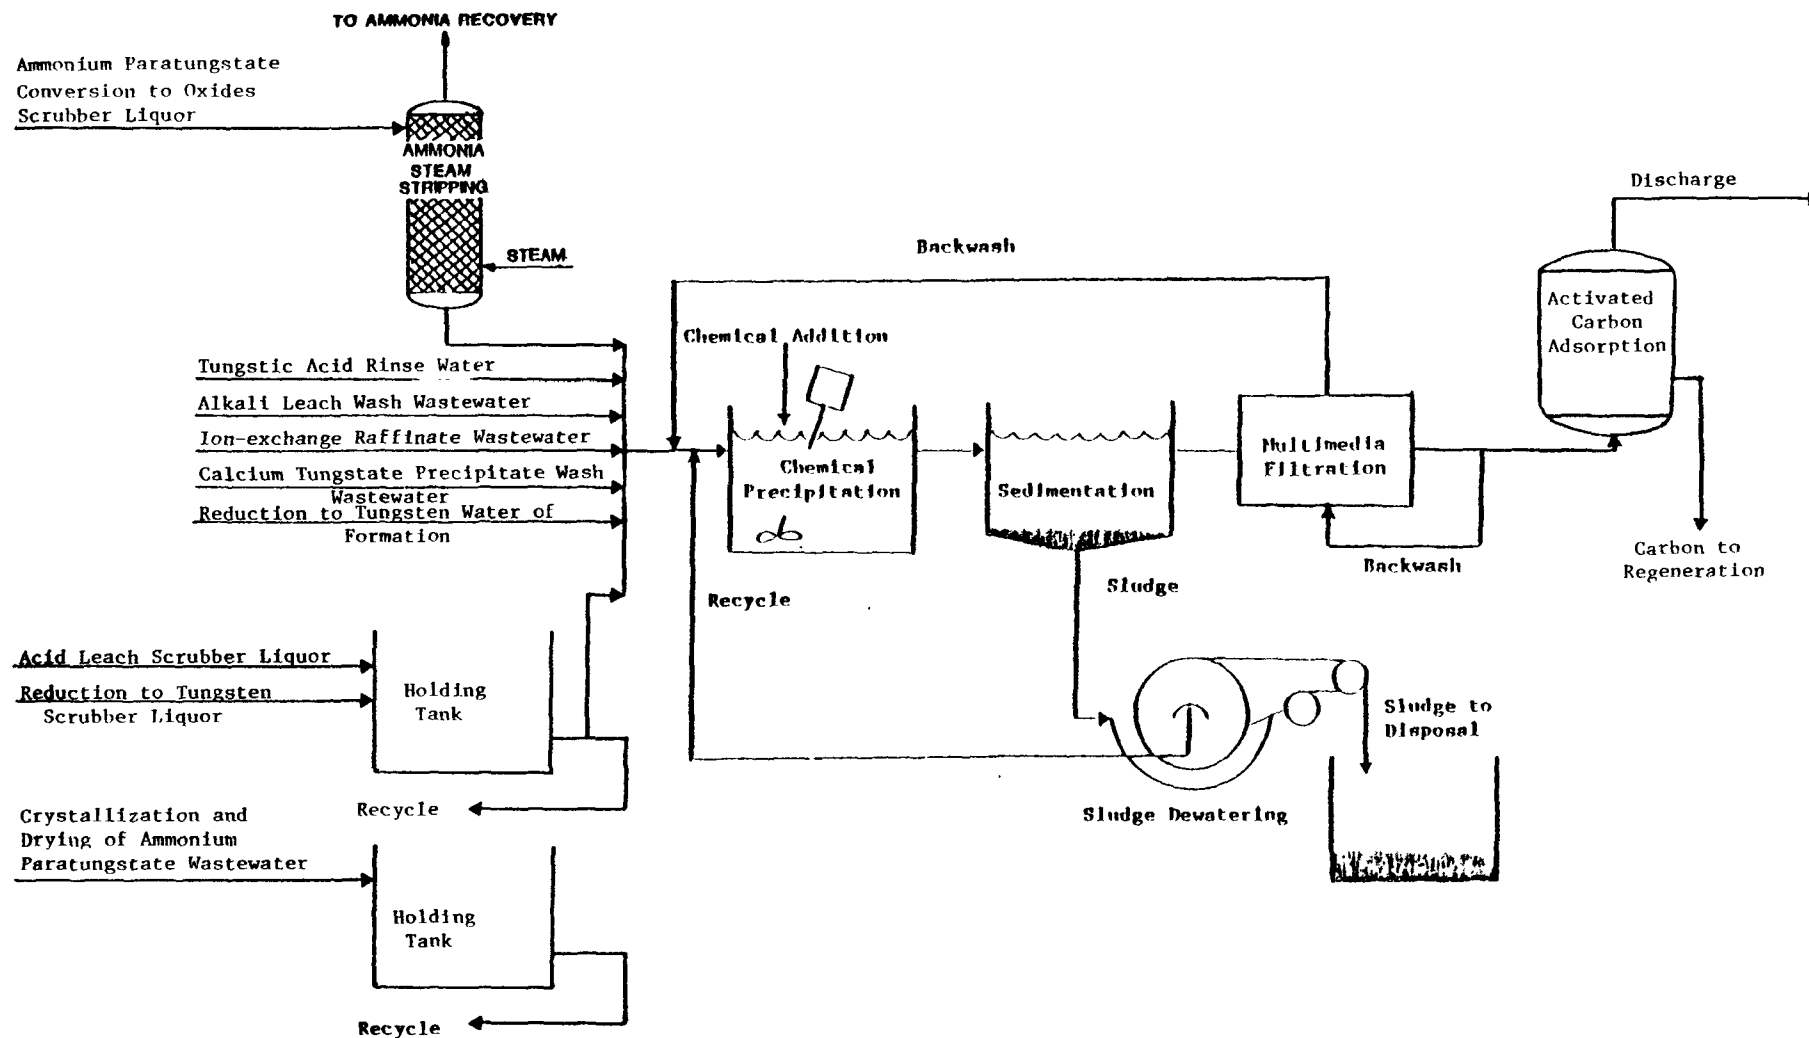 TO AMMONIA RECOVERY
Ammonium Paratungstate
Conversion to Oxides
Scrubber Liquor
AMMONIA
STEAM
STRIPPING
STEAM
Discharge
Backwash
Activated
Carbon
Adsorption
Chemical Addition
Tungstic Acid Rinse Water
Alkali Leach Wash Wastewater
Ion-exchange Raffinate Wastewater
Calcium Tungstate Precipitate Wash
Wastewater
Reduction to Tungsten Water of
Formation
Chemical
Precipitation
Sedimentation
Multimedia
Filtration
Backwash
Carbon to
Regeneration
Sludge
Recycle
Acid Leach Scrubber Liquor
Reduction to Tungsten
Scrubber Liquor
Holding
Tank
Recycle
Sludge to
Disposal
Sludge Dewatering
Crystallization and
Drying of Ammonium
Paratungstate Wastewater
Holding
Tank
Recycle